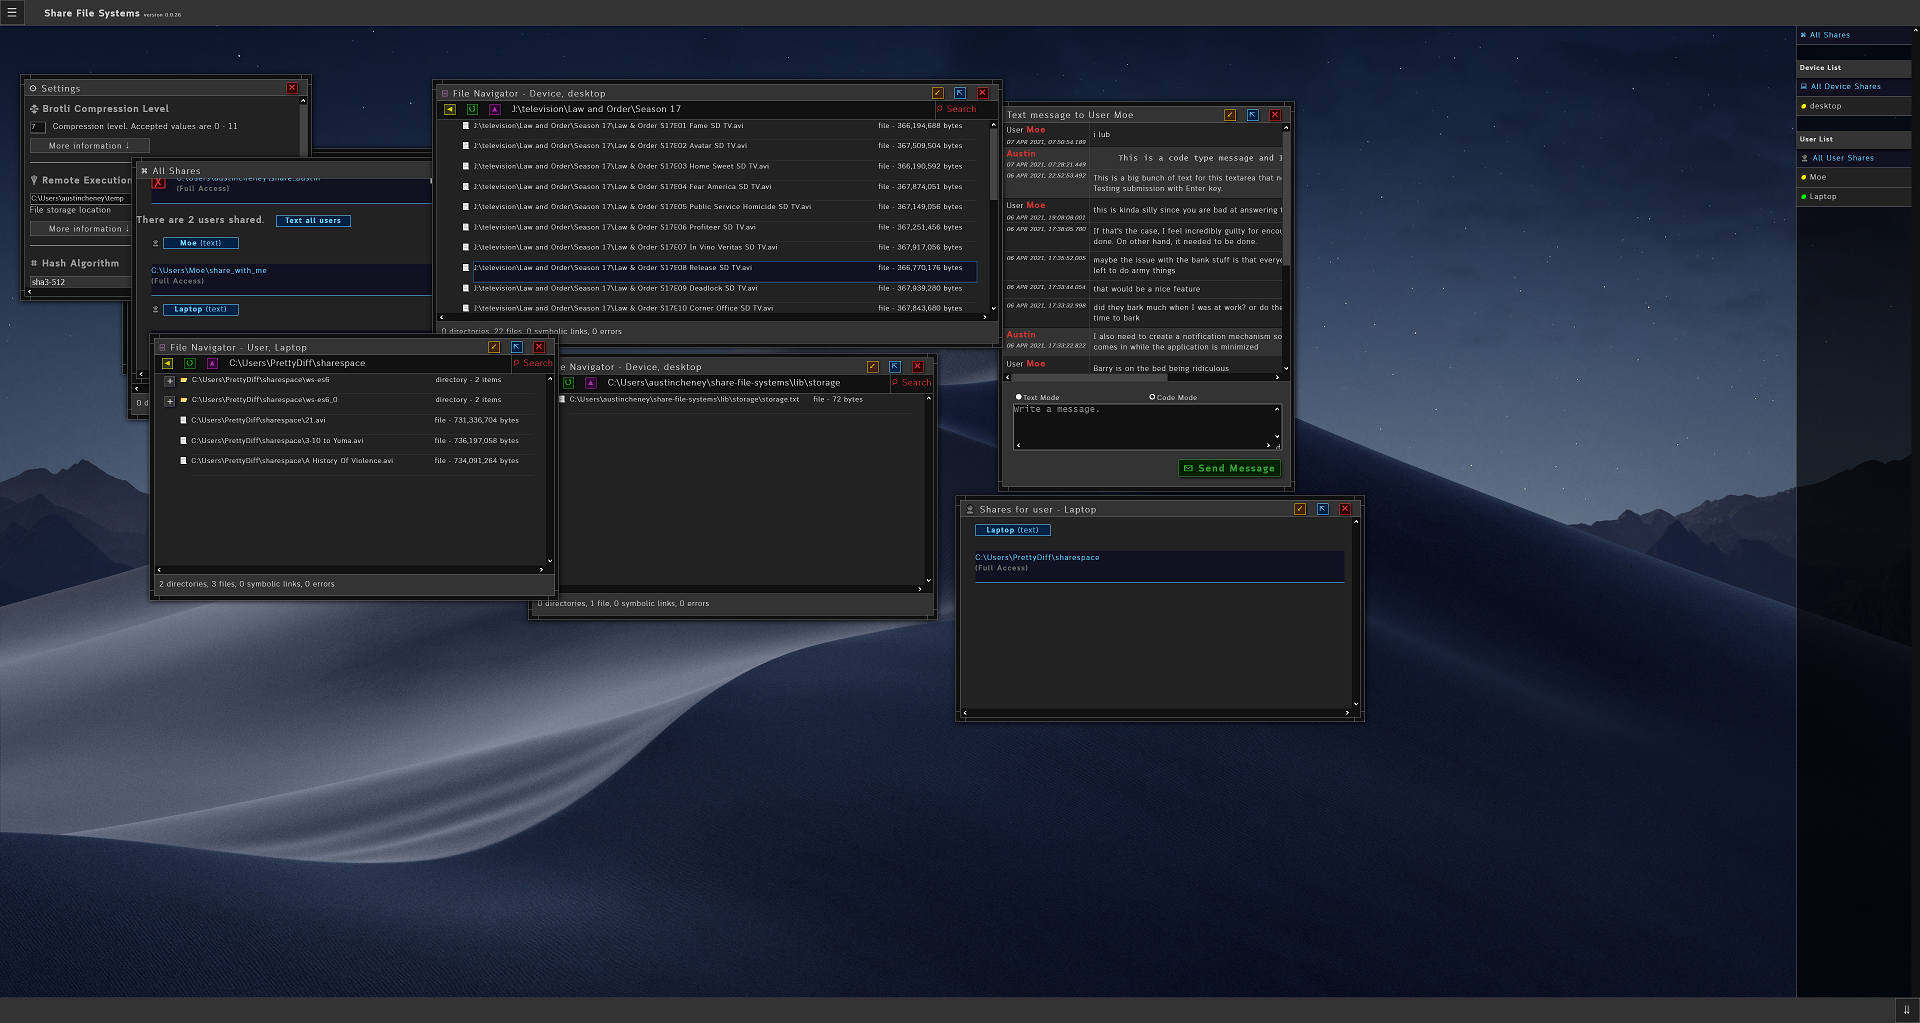 ☰ Share File Systems version 0.0.26
Settings
Brotli Compression Level
7 Compression level. Accepted values are 0 - 11
More information ↓
Remote Execution
C:\Users\austincheney\temp
File storage location
More information ↓
Hash Algorithm
sha3-512
All Shares
(Full Access)
There are 2 users shared. Text all users
Moe (text)
C:\Users\Moe\share_with_me
(Full Access)
Laptop (text)
0 d
File Navigator - Device, desktop
J:\television\Law and Order\Season 17 Search
J:\television\Law and Order\Season 17\Law & Order S17E01 Fame SD TV.avi file - 366,194,688 bytes
J:\television\Law and Order\Season 17\Law & Order S17E02 Avatar SD TV.avi file - 367,509,504 bytes
J:\television\Law and Order\Season 17\Law & Order S17E03 Home Sweet SD TV.avi file - 366,190,592 bytes
J:\television\Law and Order\Season 17\Law & Order S17E04 Fear America SD TV.avi file - 367,874,051 bytes
J:\television\Law and Order\Season 17\Law & Order S17E05 Public Service Homicide SD TV.avi file - 367,149,056 bytes
J:\television\Law and Order\Season 17\Law & Order S17E06 Profiteer SD TV.avi file - 367,251,456 bytes
J:\television\Law and Order\Season 17\Law & Order S17E07 In Vino Veritas SD TV.avi file - 367,917,056 bytes
J:\television\Law and Order\Season 17\Law & Order S17E08 Release SD TV.avi file - 366,770,176 bytes
J:\television\Law and Order\Season 17\Law & Order S17E09 Deadlock SD TV.avi file - 367,939,280 bytes
J:\television\Law and Order\Season 17\Law & Order S17E10 Corner Office SD TV.avi file - 367,843,680 bytes
0 directories, 22 files, 0 symbolic links, 0 errors
File Navigator - User, Laptop
C:\Users\PrettyDiff\sharespace Search
C:\Users\PrettyDiff\sharespace\ws-es6 directory - 2 items
C:\Users\PrettyDiff\sharespace\ws-es6_0 directory - 2 items
C:\Users\PrettyDiff\sharespace\21.avi file - 731,336,704 bytes
C:\Users\PrettyDiff\sharespace\3-10 to Yuma.avi file - 736,197,058 bytes
C:\Users\PrettyDiff\sharespace\A History Of Violence.avi file - 734,091,264 bytes
2 directories, 3 files, 0 symbolic links, 0 errors
e Navigator - Device, desktop
C:\Users\austincheney\share-file-systems\lib\storage Search
C:\Users\austincheney\share-file-systems\lib\storage\storage.txt file - 72 bytes
0 directories, 1 file, 0 symbolic links, 0 errors
Text message to User Moe
User Moe
07 APR 2021, 07:50:54.189 i lub
Austin
07 APR 2021, 07:28:21.449 This is a code type message and I
06 APR 2021, 22:52:53.492 This is a big bunch of text for this textarea that n
Testing submission with Enter key.
User Moe
06 APR 2021, 19:08:08.001 this is kinda silly since you are bad at answering
06 APR 2021, 17:38:05.780 If that's the case, I feel incredibly guilty for encou
done. On other hand, it needed to be done.
06 APR 2021, 17:35:52.005 maybe the issue with the bank stuff is that everyo
left to do army things
06 APR 2021, 17:33:44.054 that would be a nice feature
06 APR 2021, 17:33:32.998 did they bark much when I was at work? or do the
time to bark
Austin
06 APR 2021, 17:33:22.822 I also need to create a notification mechanism so
comes in while the application is minimized
User Moe
Barry is on the bed being ridiculous
Text Mode Code Mode
Write a message.
Send Message
Shares for user - Laptop
Laptop (text)
C:\Users\PrettyDiff\sharespace
(Full Access)
All Shares
Device List
All Device Shares
desktop
User List
All User Shares
Moe
Laptop